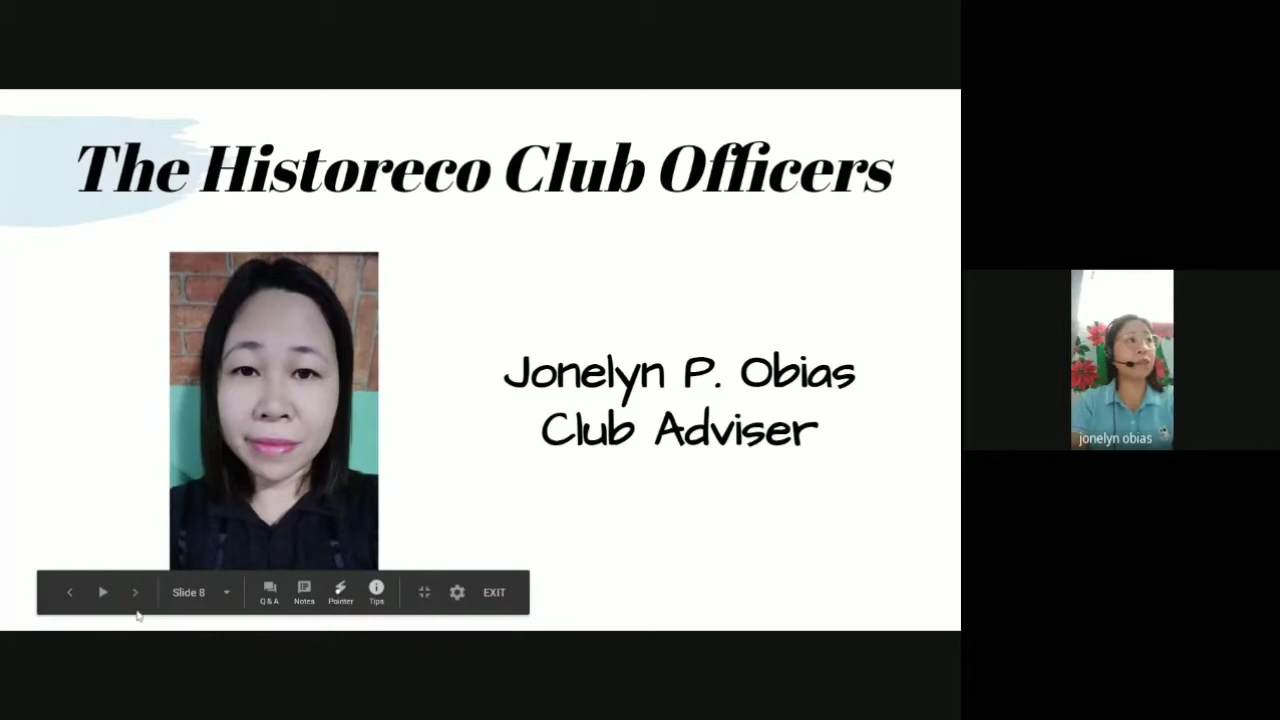 The Historeco Club Officers
Jonelyn P. Obias
Club Adviser
jonelyn obias
Slide 8
Q & A
Notes
Pointer
Tips
EXIT